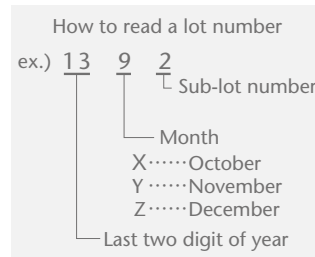 How to read a lot number
ex.) 13 9 2
Sub-lot number
Month
X⋯⋯October
Y⋯⋯November
Z⋯⋯December
Last two digit of year